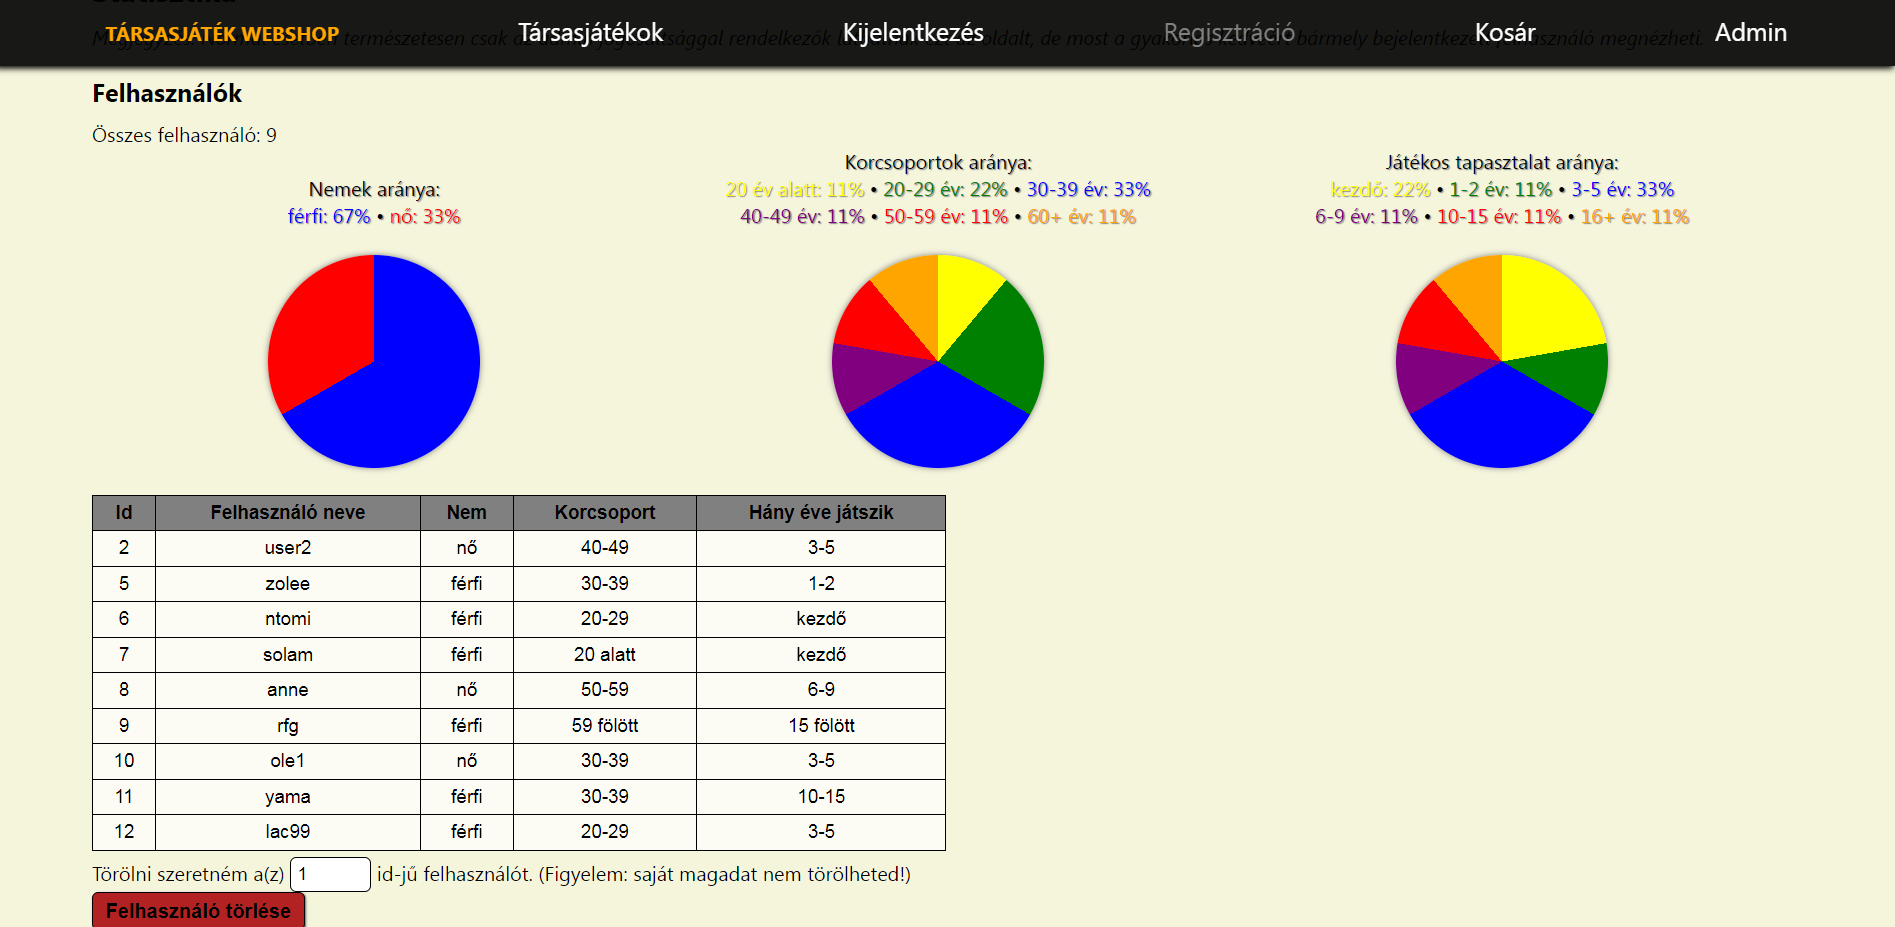 TÁRSASJÁTÉK WEBSHOP Társasjátékok Kijelentkezés Regisztráció Kosár Admin
Felhasználók
Összes felhasználó: 9
Nemek aránya:
férfi: 67% • nő: 33%
Korcsoportok aránya:
20 év alatt: 11% • 20-29 év: 22% • 30-39 év: 33%
40-49 év: 11% • 50-59 év: 11% • 60+ év: 11%
Játékos tapasztalat aránya:
kezdő: 22% • 1-2 év: 11% • 3-5 év: 33%
6-9 év: 11% • 10-15 év: 11% • 16+ év: 11%
Id Felhasználó neve Nem Korcsoport Hány éve játszik
2 user2 nő 40-49 3-5
5 zolee férfi 30-39 1-2
6 ntomi férfi 20-29 kezdő
7 solam férfi 20 alatt kezdő
8 anne nő 50-59 6-9
9 rfg férfi 59 fölött 15 fölött
10 ole1 nő 30-39 3-5
11 yama férfi 30-39 10-15
12 lac99 férfi 20-29 3-5
Törölni szeretném a(z) 1 id-jű felhasználót. (Figyelem: saját magadat nem törölheted!)
Felhasználó törlése